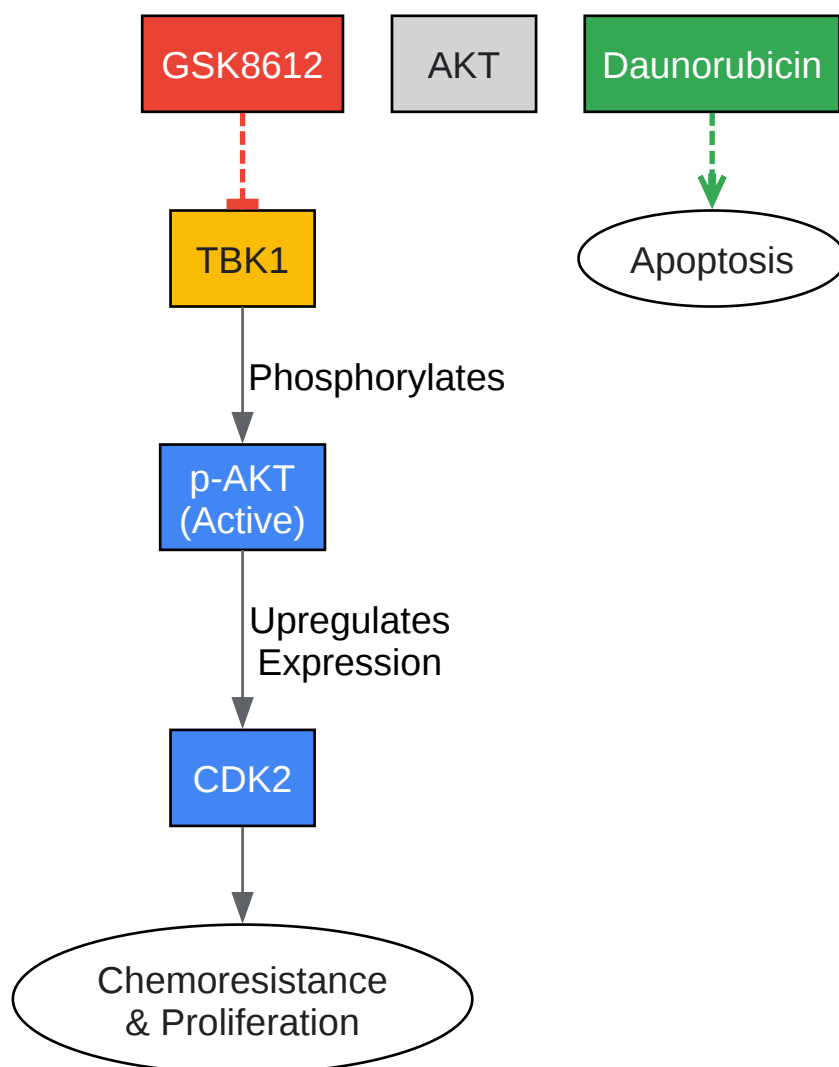 GSK8612
AKT
Daunorubicin
TBK1
Apoptosis
Phosphorylates
p-AKT
(Active)
Upregulates
Expression
CDK2
Chemoresistance
& Proliferation